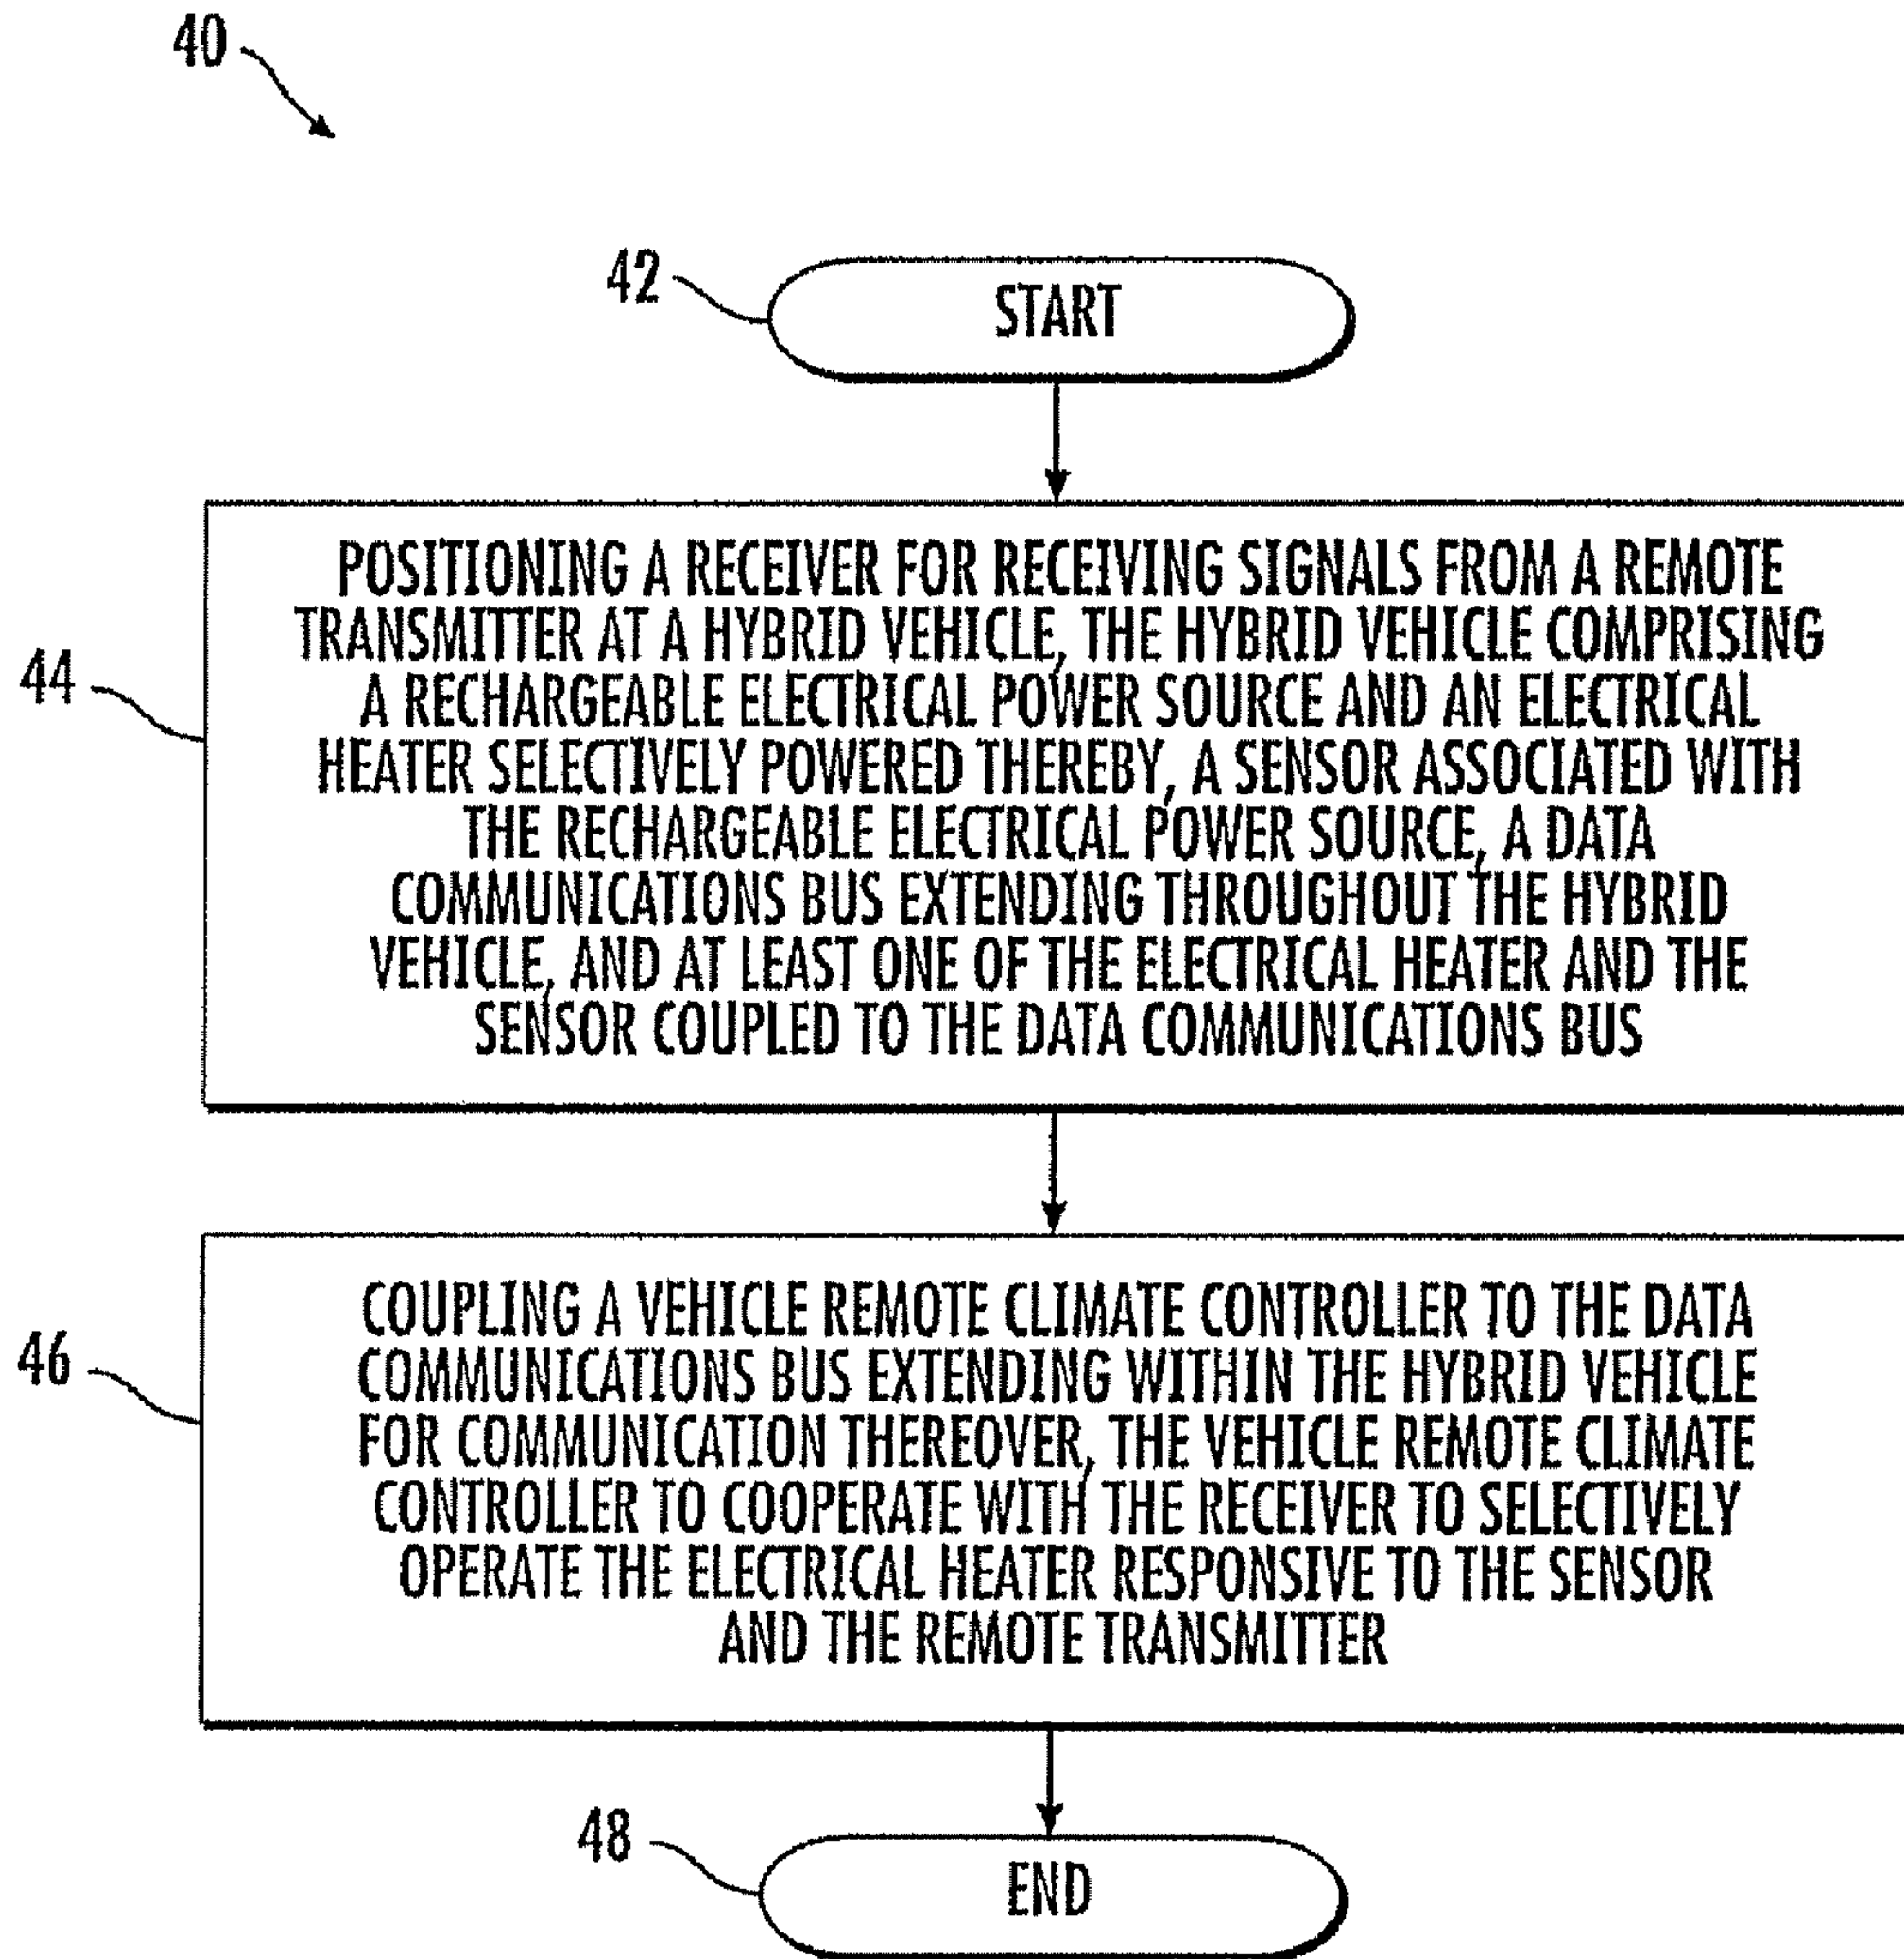 40
42
START
44
POSITIONING A RECEIVER FOR RECEIVING SIGNALS FROM A REMOTE
TRANSMITTER AT A HYBRID VEHICLE, THE HYBRID VEHICLE COMPRISING
A RECHARGEABLE ELECTRICAL POWER SOURCE AND AN ELECTRICAL
HEATER SELECTIVELY POWERED THEREBY, A SENSOR ASSOCIATED WITH
THE RECHARGEABLE ELECTRICAL POWER SOURCE, A DATA
COMMUNICATIONS BUS EXTENDING THROUGHOUT THE HYBRID
VEHICLE, AND AT LEAST ONE OF THE ELECTRICAL HEATER AND THE
SENSOR COUPLED TO THE DATA COMMUNICATIONS BUS
46
COUPLING A VEHICLE REMOTE CLIMATE CONTROLLER TO THE DATA
COMMUNICATIONS BUS EXTENDING WITHIN THE HYBRID VEHICLE
FOR COMMUNICATION THEREOVER, THE VEHICLE REMOTE CLIMATE
CONTROLLER TO COOPERATE WITH THE RECEIVER TO SELECTIVELY
OPERATE THE ELECTRICAL HEATER RESPONSIVE TO THE SENSOR
AND THE REMOTE TRANSMITTER
48
END